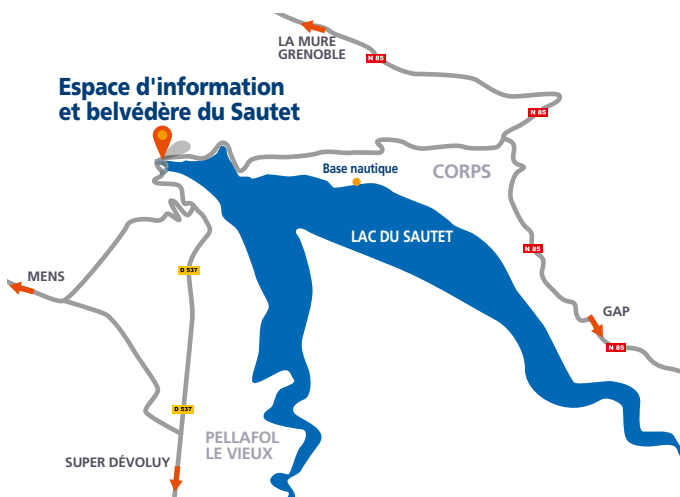 LA MURE
GRENOBLE
N 85
Espace d'information
et belvédère du Sautet
N 85
Base nautique
CORPS
LAC DU SAUTET
N 85
D 537
MENS
GAP
N 85
D 537
PELLAFOL
LE VIEUX
SUPER DÉVOLUY